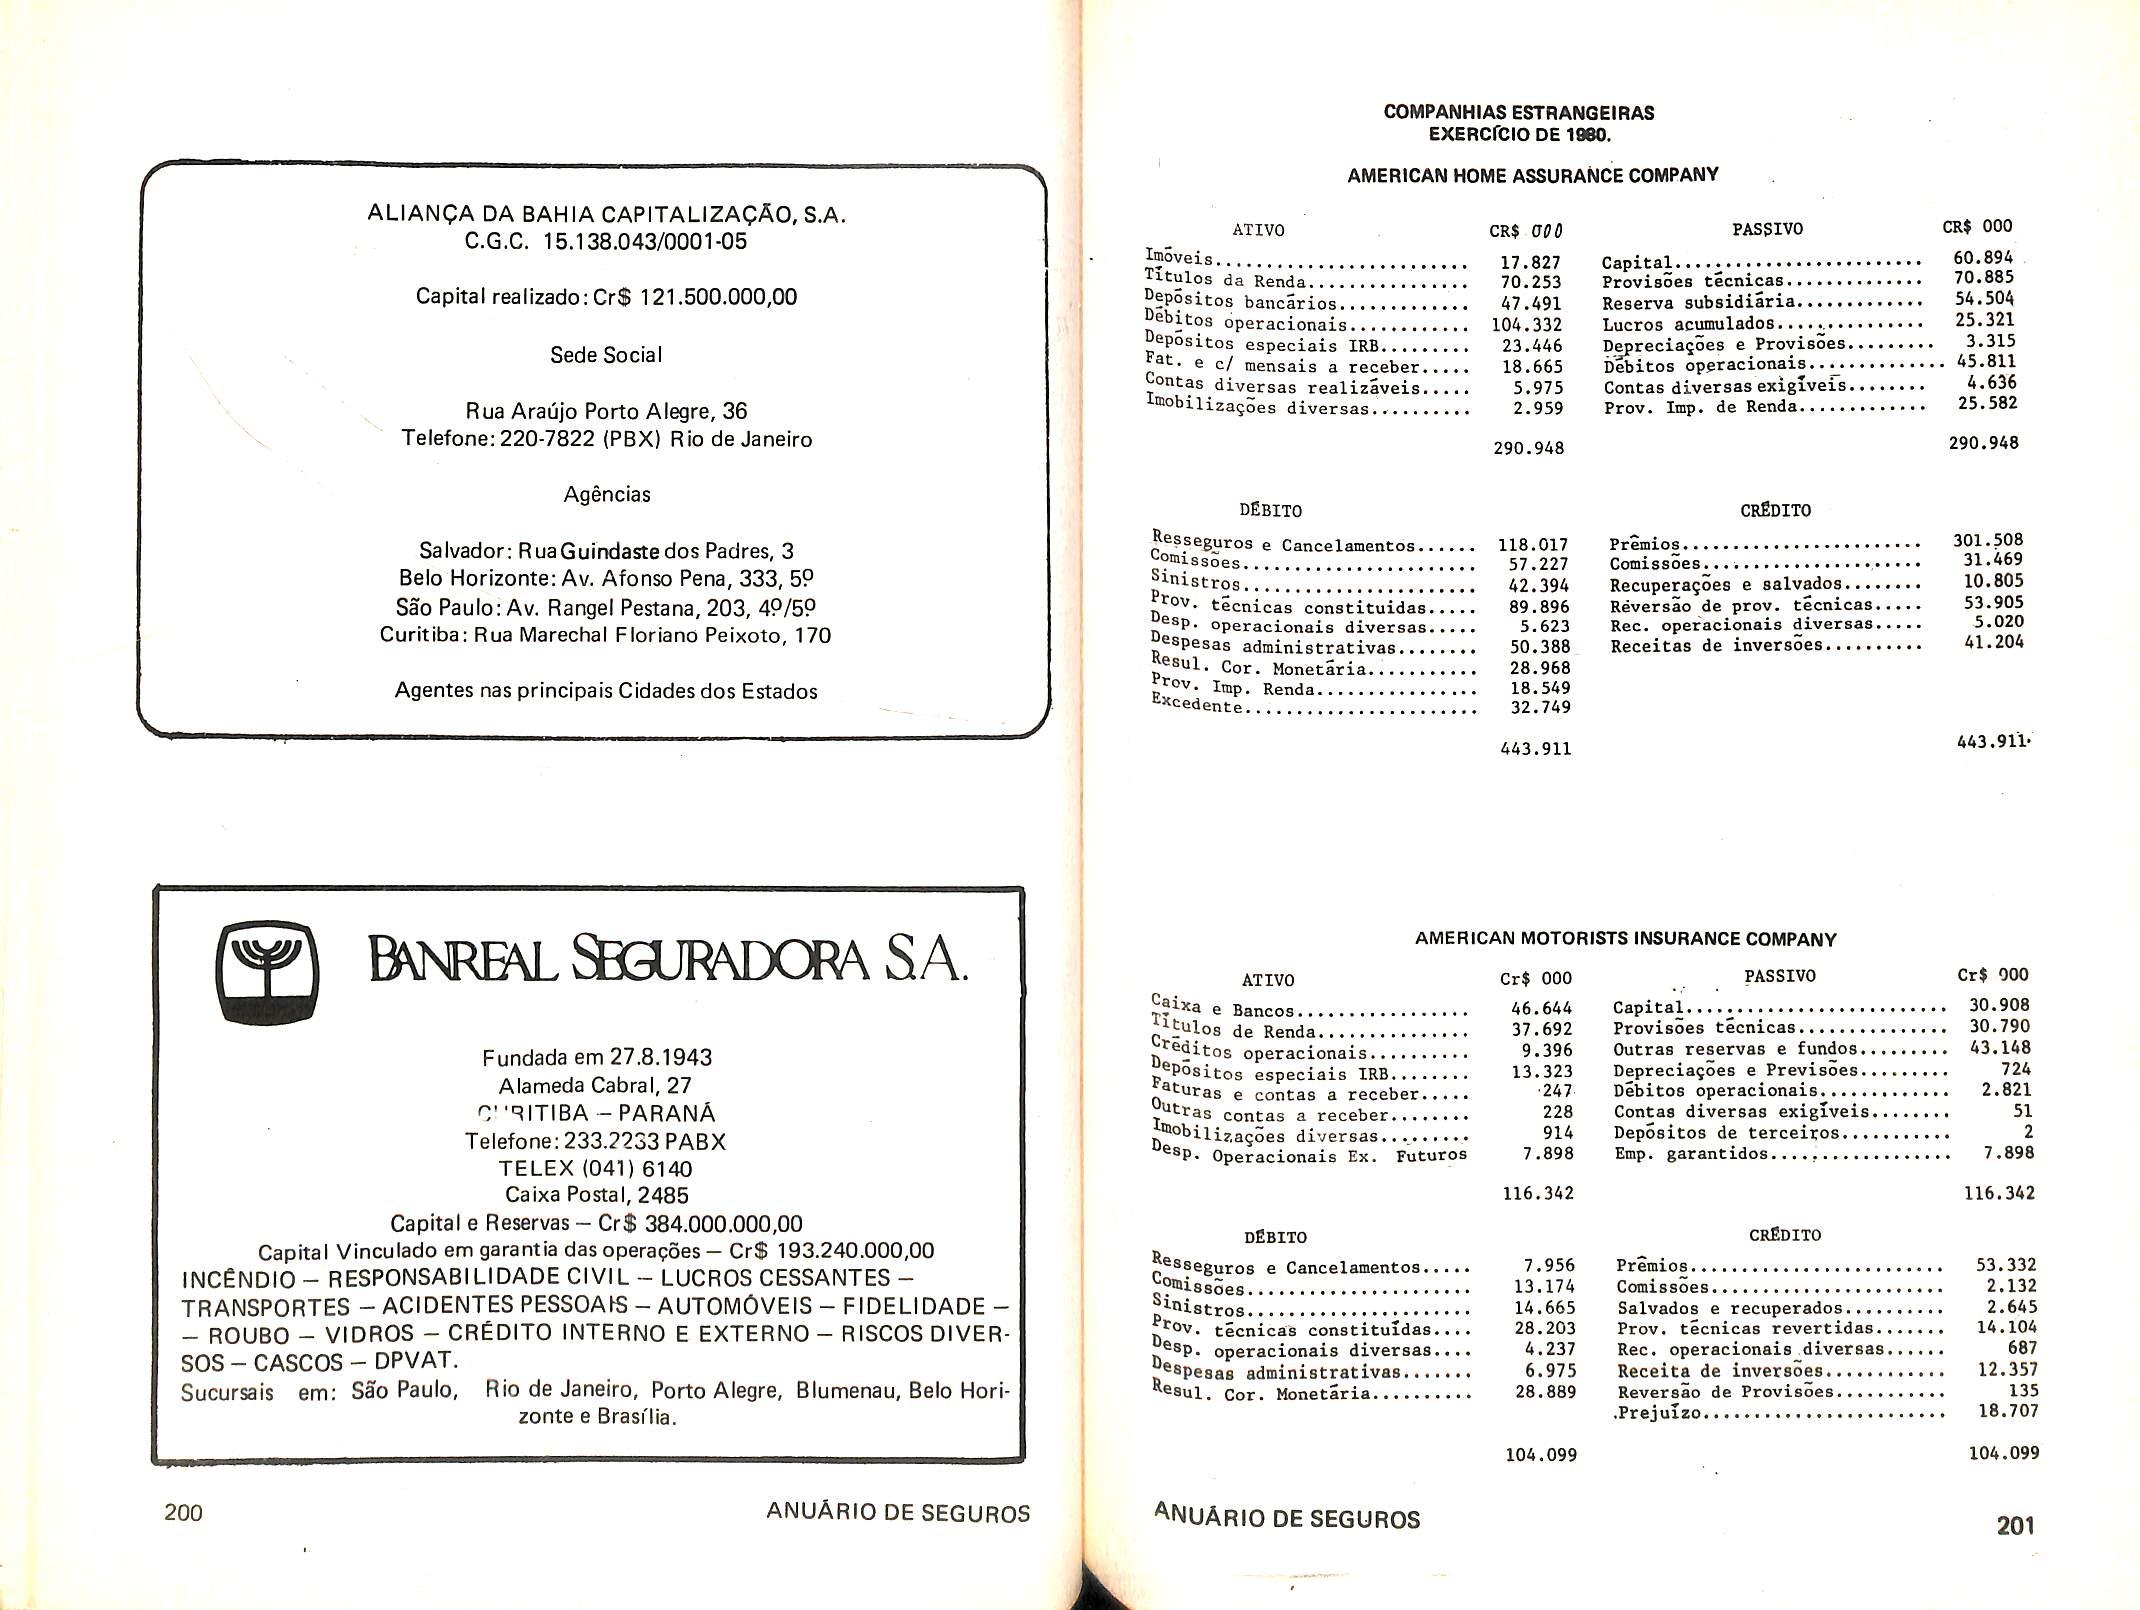 ALIANÇA DA BAHIA CAPITALIZAÇÃO, S.A.
C.G.C. 15.138.043/0001-05
Capital realizado: Cr$ 121.500.000,00
Sede Social
Rua Araújo Porto Alegre, 36
Telefone: 220-7822 (PBX) Rio de Janeiro
Agências
Salvador: Rua Guindaste dos Padres, 3
Belo Horizonte: Av. Afonso Pena, 333, 5º
São Paulo: Av. Rangel Pestana, 203, 4º/5º
Curitiba: Rua Marechal Floriano Peixoto, 170
Agentes nas principais Cidades dos Estados
BANREAL SEGURADORA S.A.
Fundada em 27.8.1943
Alameda Cabral, 27
CURITIBA – PARANÁ
Telefone: 233.2233 PABX
TELEX (041) 6140
Caixa Postal, 2485
Capital e Reservas – Cr$ 384.000.000,00
Capital Vinculado em garantia das operações – Cr$ 193.240.000,00
INCÊNDIO – RESPONSABILIDADE CIVIL – LUCROS CESSANTES –
TRANSPORTES – ACIDENTES PESSOAIS – AUTOMÓVEIS – FIDELIDADE –
– ROUBO – VIDROS – CRÉDITO INTERNO E EXTERNO – RISCOS DIVER-
SOS – CASCOS – DPVAT.
Sucursais em: São Paulo, Rio de Janeiro, Porto Alegre, Blumenau, Belo Hori-
zonte e Brasília.
200 ANUÁRIO DE SEGUROS
COMPANHIAS ESTRANGEIRAS
EXERCÍCIO DE 1980.
AMERICAN HOME ASSURANCE COMPANY
ATIVO CR$ 000 PASSIVO CR$ 000
Imóveis......................... 17.827 Capital......................... 60.894
Títulos da Renda................ 70.253 Provisões técnicas.............. 70.885
Depósitos bancários............. 47.491 Reserva subsidiária............. 54.504
Débitos operacionais............ 104.332 Lucros acumulados............... 25.321
Depósitos especiais IRB......... 23.446 Depreciações e Provisões......... 3.315
Fat. e c/ mensais a receber..... 18.665 Débitos operacionais.............. 45.811
Contas diversas realizáveis..... 5.975 Contas diversas exigíveis........ 4.636
Imobilizações diversas.......... 2.959 Prov. Imp. de Renda............. 25.582
290.948 290.948
DÉBITO CRÉDITO
Resseguros e Cancelamentos...... 118.017 Prêmios........................ 301.508
Comissões....................... 57.227 Comissões...................... 31.469
Sinistros....................... 42.394 Recuperações e salvados........ 10.805
Prov. técnicas constituidas..... 89.896 Reversão de prov. técnicas..... 53.905
Desp. operacionais diversas..... 5.623 Rec. operacionais diversas..... 5.020
Despesas administrativas........ 50.388 Receitas de inversões.......... 41.204
Resul. Cor. Monetária........... 28.968
Prov. Imp. Renda................ 18.549
Excedente....................... 32.749
443.911 443.911
AMERICAN MOTORISTS INSURANCE COMPANY
ATIVO Cr$ 000 PASSIVO Cr$ 000
Caixa e Bancos................. 46.644 Capital.......................... 30.908
Títulos de Renda............... 37.692 Provisões técnicas............... 30.790
Créditos operacionais.......... 9.396 Outras reservas e fundos......... 43.148
Depósitos especiais IRB........ 13.323 Depreciações e Previsões......... 724
Faturas e contas a receber..... 247 Débitos operacionais............. 2.821
Outras contas a receber........ 228 Contas diversas exigíveis........ 51
Imobilizações diversas......... 914 Depósitos de terceiros........... 2
Desp. Operacionais Ex. Futuros 7.898 Emp. garantidos.................. 7.898
116.342 116.342
DÉBITO CRÉDITO
Resseguros e Cancelamentos..... 7.956 Prêmios......................... 53.332
Comissões...................... 13.174 Comissões....................... 2.132
Sinistros...................... 14.665 Salvados e recuperados.......... 2.645
Prov. técnicas constituídas.... 28.203 Prov. técnicas revertidas....... 14.104
Desp. operacionais diversas.... 4.237 Rec. operacionais diversas...... 687
Despesas administrativas....... 6.975 Receita de inversões............ 12.357
Resul. Cor. Monetária.......... 28.889 Reversão de Provisões........... 135
Prejuízo........................ 18.707
104.099 104.099
ANUÁRIO DE SEGUROS 201